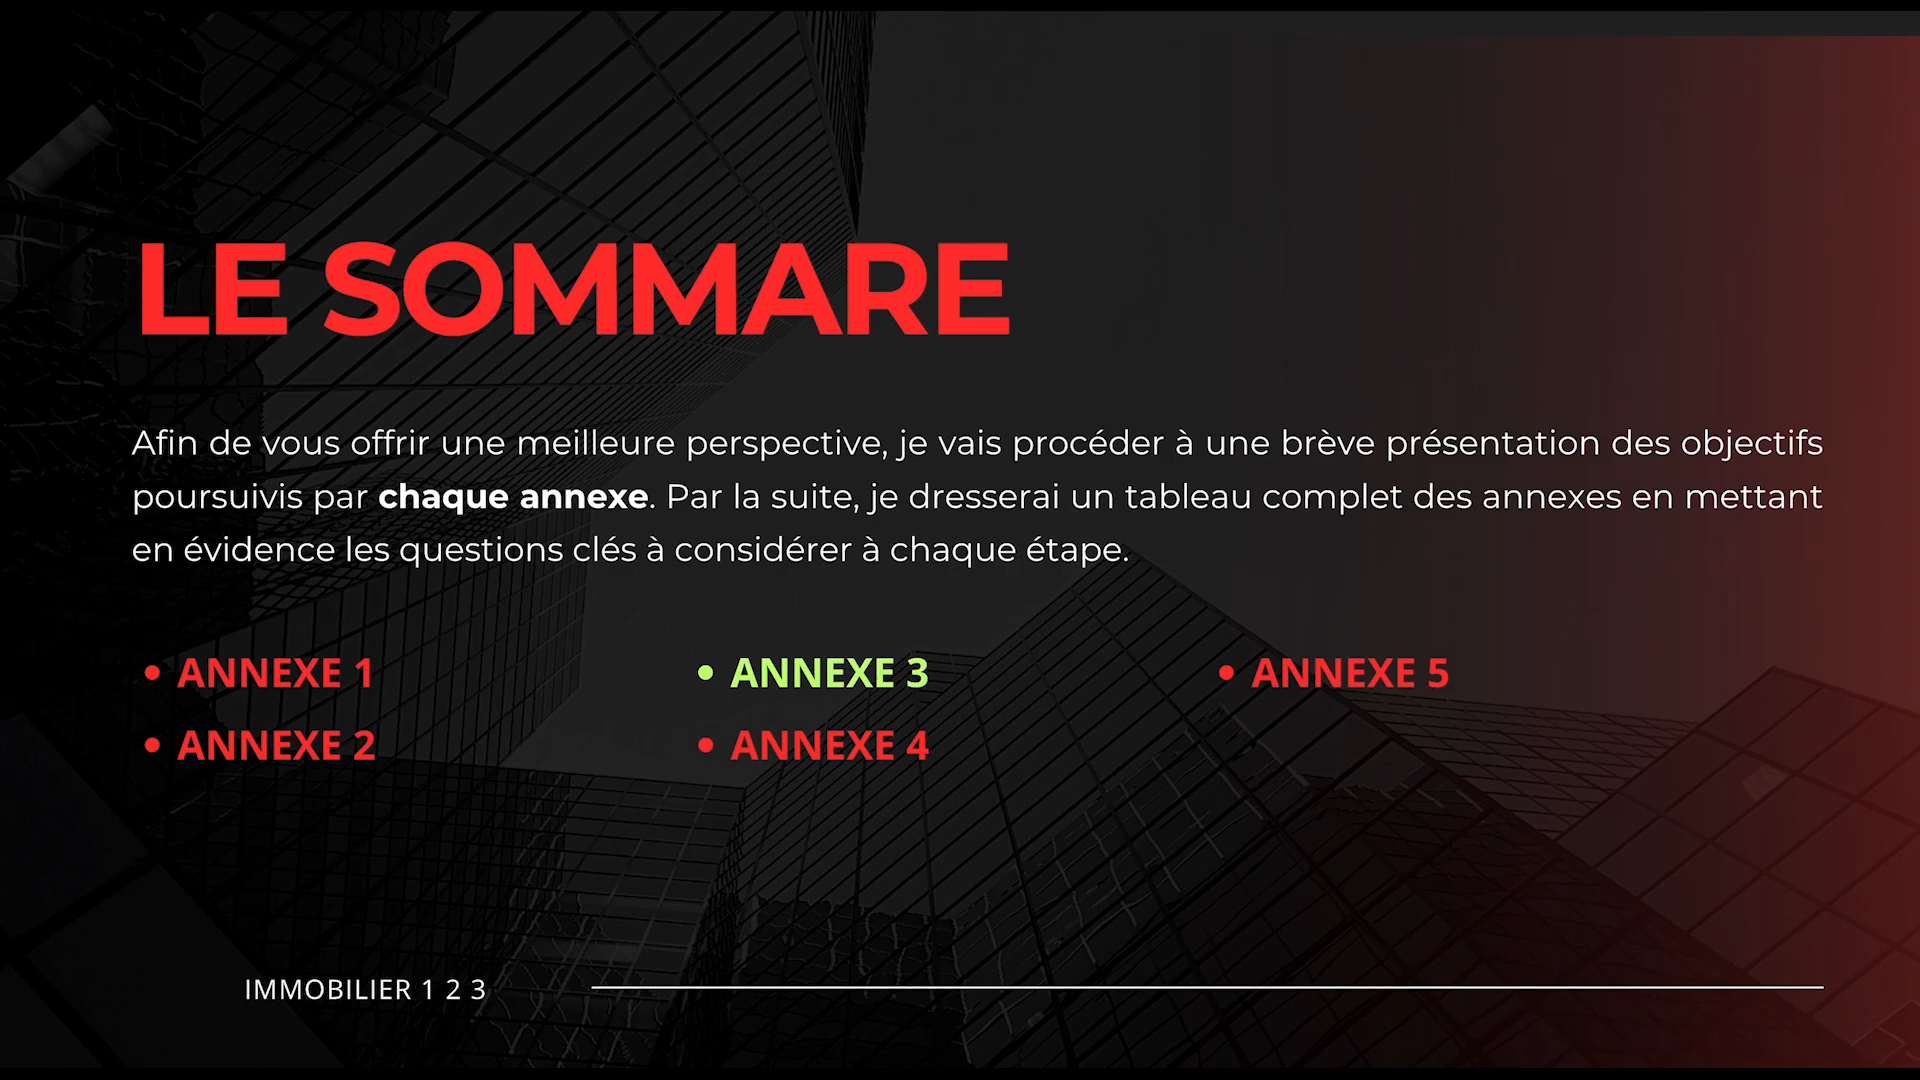 LE SOMMARE
Afin de vous offrir une meilleure perspective, je vais procéder à une brève présentation des objectifs
poursuivis par chaque annexe. Par la suite, je dresserai un tableau complet des annexes en mettant
en évidence les questions clés à considérer à chaque étape.
• ANNEXE 1
• ANNEXE 2
• ANNEXE 3
• ANNEXE 4
• ANNEXE 5
IMMOBILIER 1 2 3